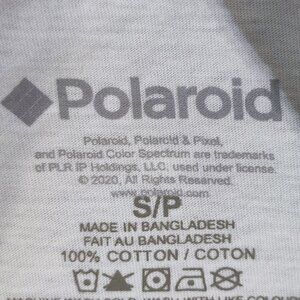 Polaroid
Polaroid, Polaroid & Pixel,
and Polaroid Color Spectrum are trademarks
of PLR IP Holdings, LLC, used under license.
© 2020, All Rights Reserved.
www.polaroid.com
S/P
MADE IN BANGLADESH
FAIT AU BANGLADESH
100% COTTON / COTON